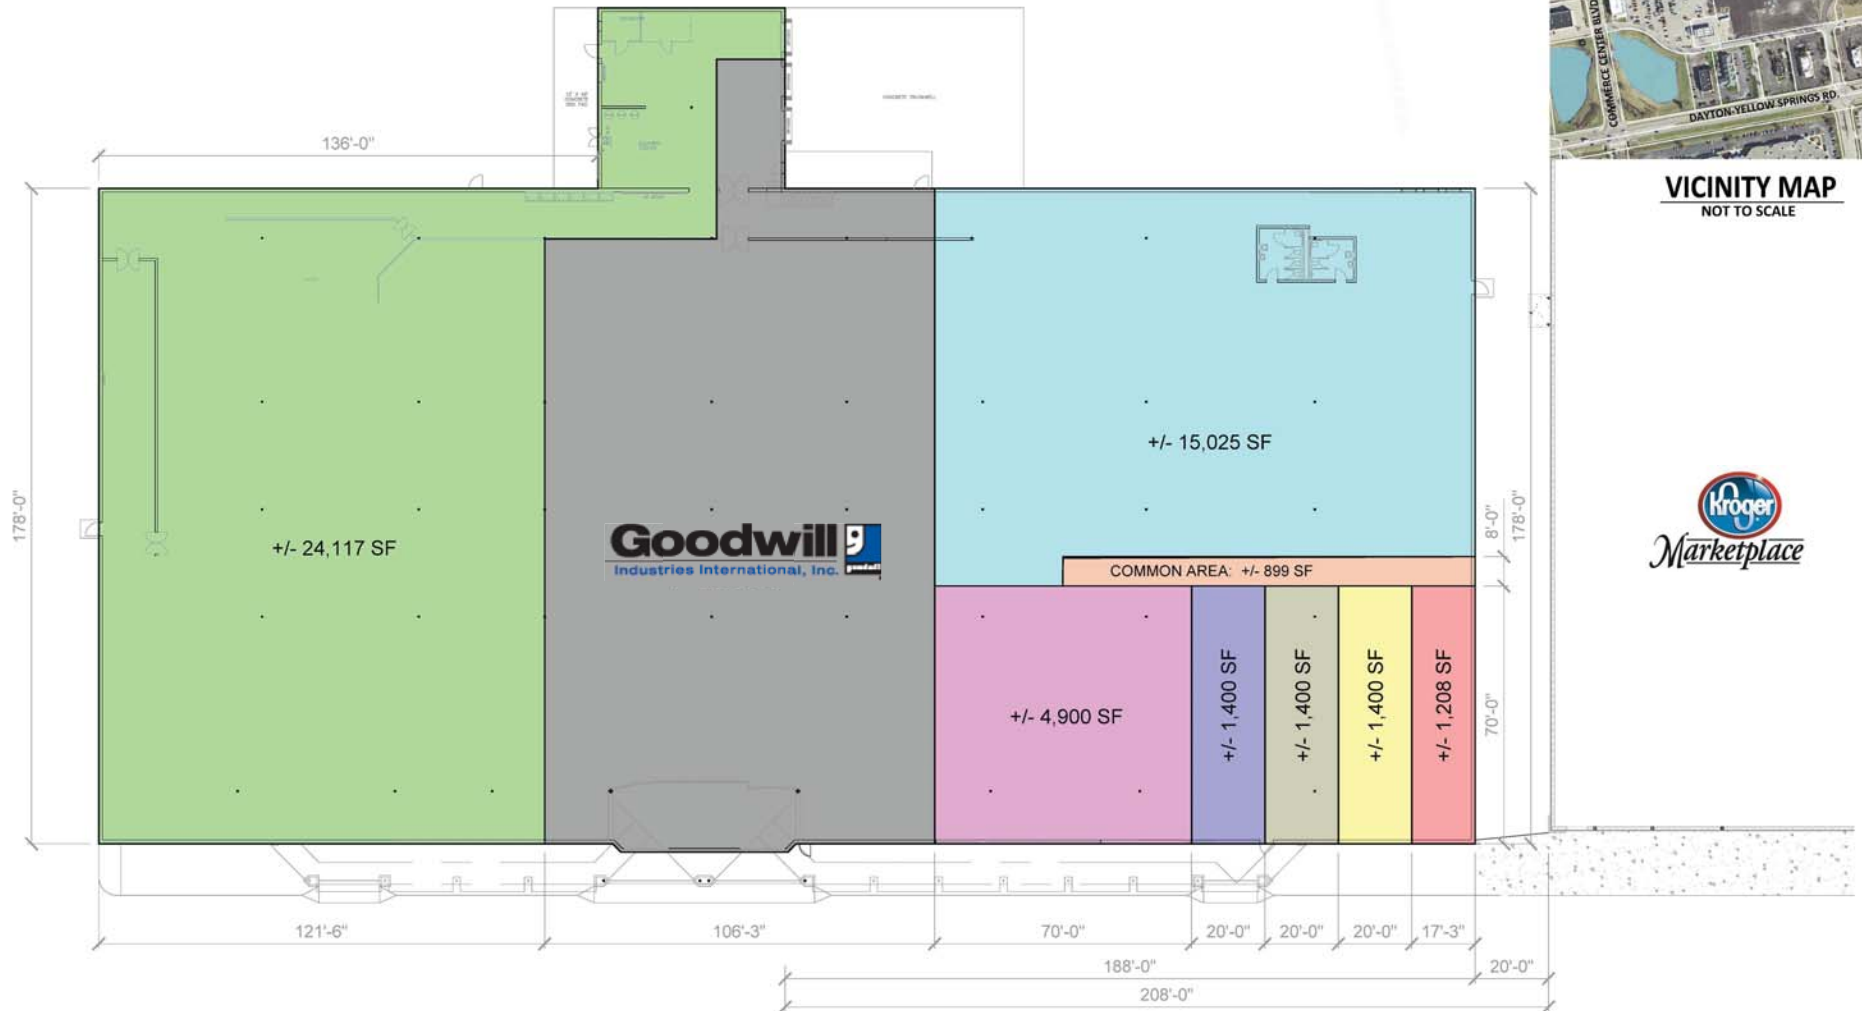 COMMERCE CENTER BLVD.
DAYTON-YELLOW SPRINGS RD.
VICINITY MAP
NOT TO SCALE
136'-0"
178'-0"
+/- 24,117 SF
Goodwill
Industries International, Inc.
goodwill
+/- 15,025 SF
8'-0"
178'-0"
COMMON AREA: +/- 899 SF
Kroger
Marketplace
+/- 4,900 SF
+/- 1,400 SF
+/- 1,400 SF
+/- 1,400 SF
+/- 1,208 SF
70'-0"
121'-6"
106'-3"
70'-0"
20'-0"
20'-0"
20'-0"
17'-3"
188'-0"
20'-0"
208'-0"